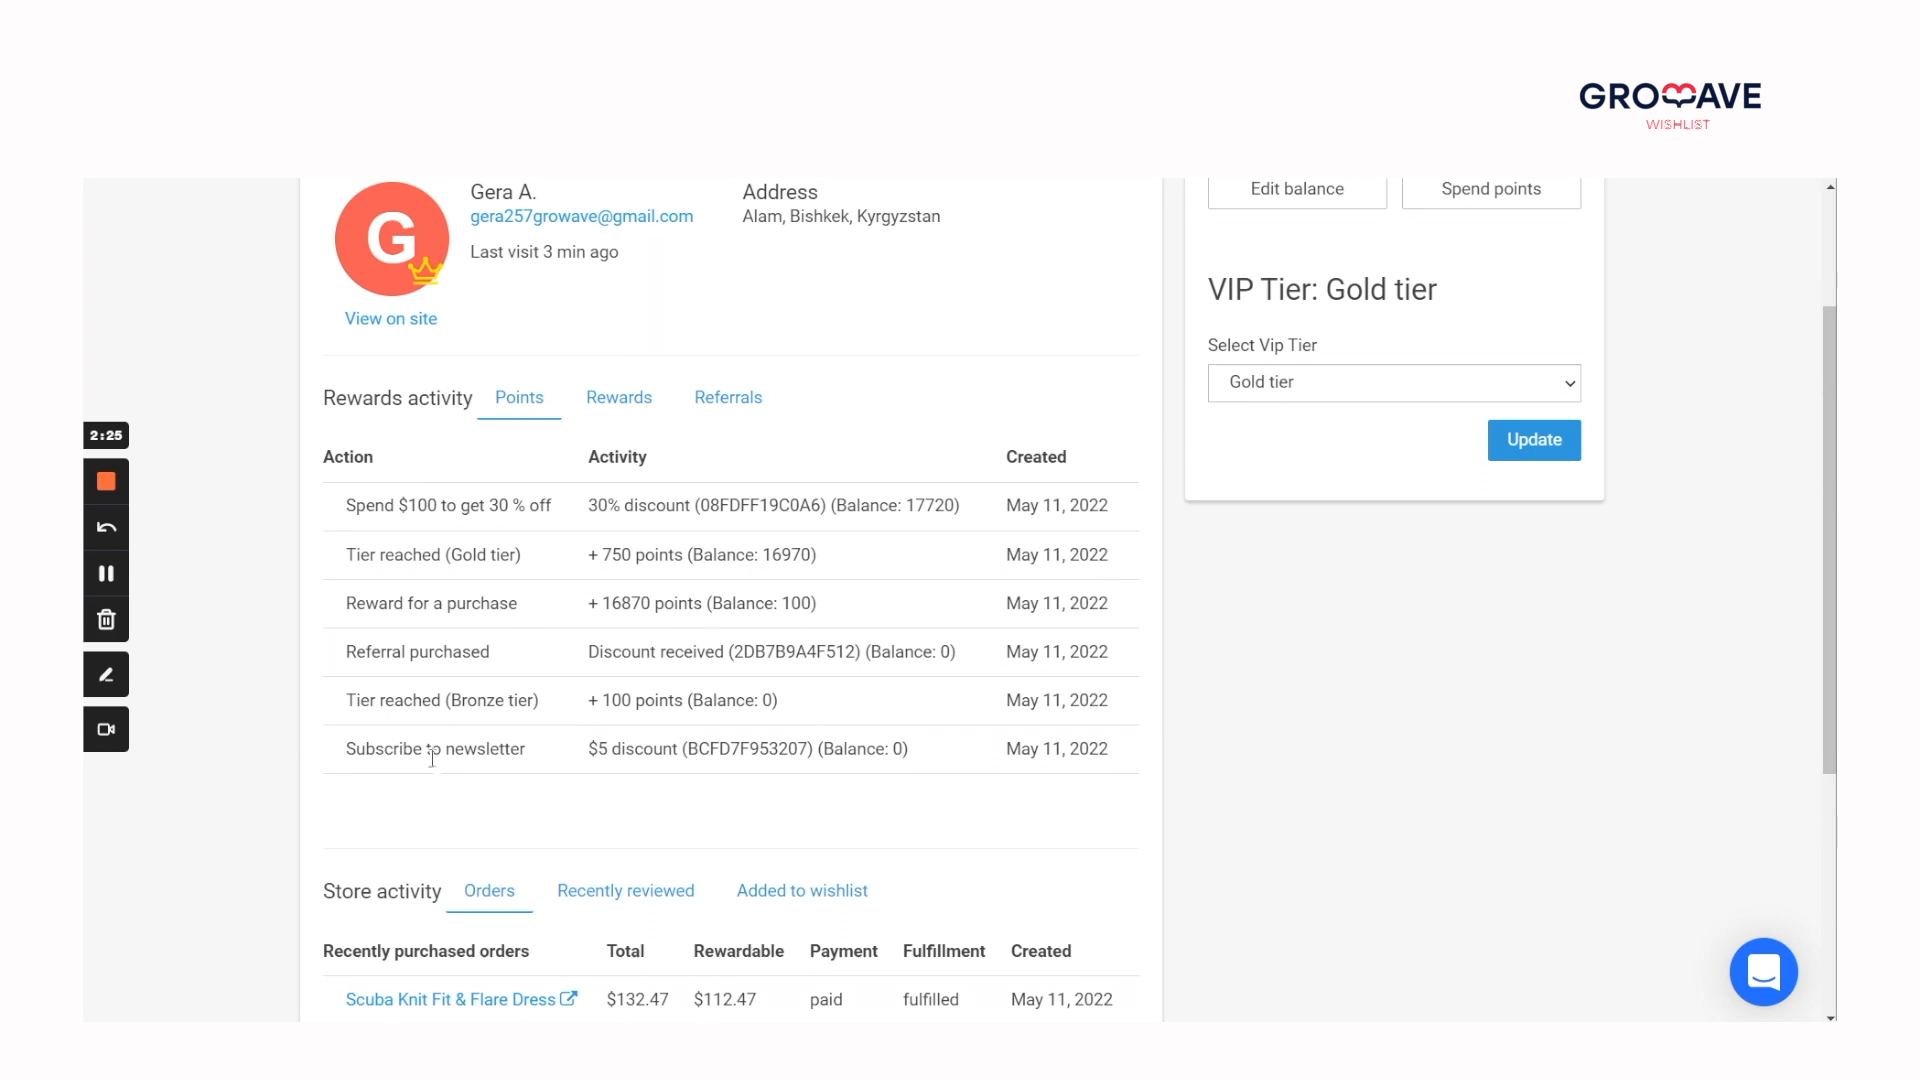 GROWAVE
WISHLIST
Gera A.
gera257growave@gmail.com
Last visit 3 min ago
Address
Alam, Bishkek, Kyrgyzstan
G
View on site
Edit balance
Spend points
VIP Tier: Gold tier
Select Vip Tier
Gold tier
Update
2:25
Rewards activity Points Rewards Referrals
Action Activity Created
Spend $100 to get 30 % off 30% discount (08FDFF19C0A6) (Balance: 17720) May 11, 2022
Tier reached (Gold tier) + 750 points (Balance: 16970) May 11, 2022
Reward for a purchase + 16870 points (Balance: 100) May 11, 2022
Referral purchased Discount received (2DB7B9A4F512) (Balance: 0) May 11, 2022
Tier reached (Bronze tier) + 100 points (Balance: 0) May 11, 2022
Subscribe to newsletter $5 discount (BCFD7F953207) (Balance: 0) May 11, 2022
Store activity Orders Recently reviewed Added to wishlist
Recently purchased orders Total Rewardable Payment Fulfillment Created
Scuba Knit Fit & Flare Dress $132.47 $112.47 paid fulfilled May 11, 2022